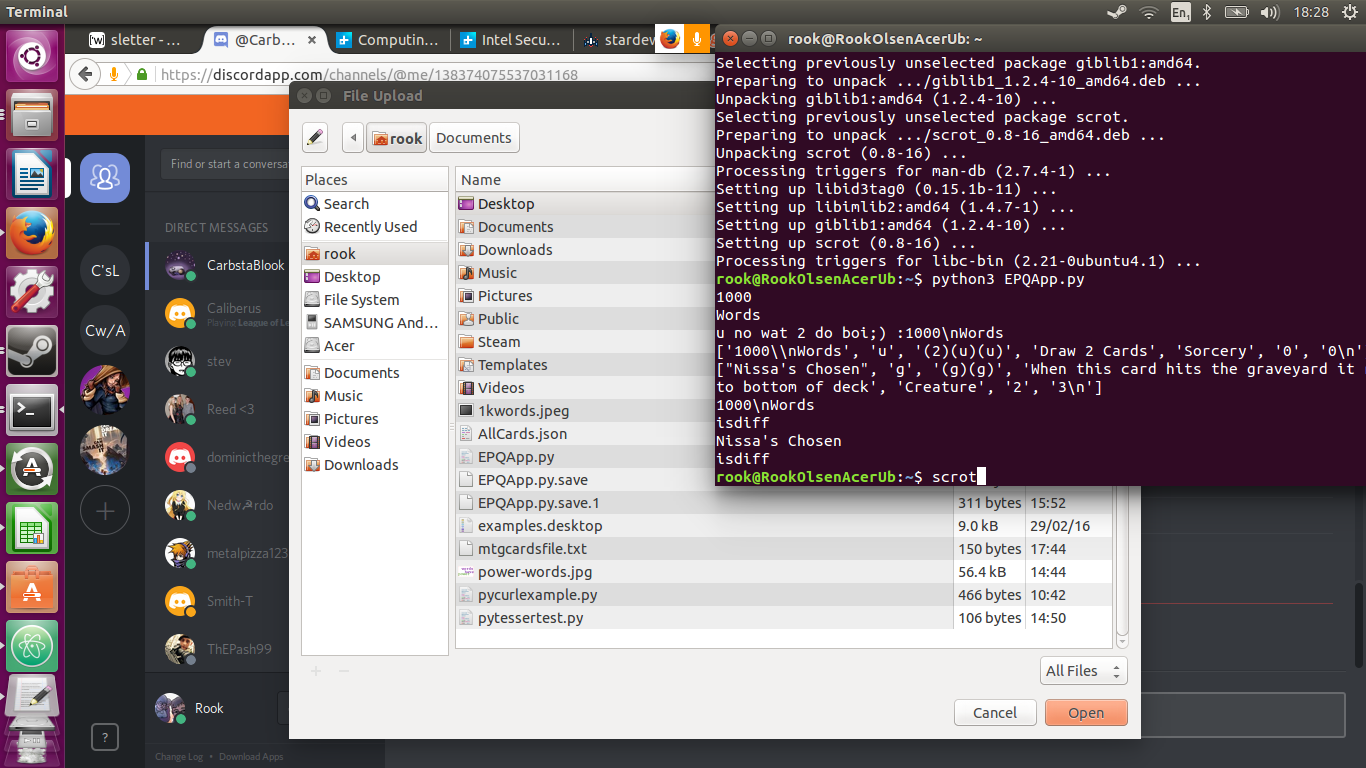 Terminal
En1
18:28
sletter - ...
@Carb...
Computin...
Intel Secu...
stardew
https://discordapp.com/channels/@me/138374075537031168
Find or start a conversa
DIRECT MESSAGES
C'sL
Cw/A
CarbstaBlook
Caliberus
Playing League of Le
stev
Reed <3
dominicthegre
Nedw☭rdo
metalpizza123
Smith-T
ThEPash99
Rook
?
Change Log • Download Apps
File Upload
rook
Documents
Places
Search
Recently Used
rook
Desktop
File System
SAMSUNG And...
Acer
Documents
Music
Pictures
Videos
Downloads
Name
Desktop
Documents
Downloads
Music
Pictures
Public
Steam
Templates
Videos
1kwords.jpeg
AllCards.json
EPQApp.py
EPQApp.py.save
EPQApp.py.save.1 311 bytes 15:52
examples.desktop 9.0 kB 29/02/16
mtgcardsfile.txt 150 bytes 17:44
power-words.jpg 56.4 kB 14:44
pycurlexample.py 466 bytes 10:42
pytessertest.py 106 bytes 14:50
All Files
Cancel
Open
rook@RookOlsenAcerUb: ~
Selecting previously unselected package giblib1:amd64.
Preparing to unpack .../giblib1_1.2.4-10_amd64.deb ...
Unpacking giblib1:amd64 (1.2.4-10) ...
Selecting previously unselected package scrot.
Preparing to unpack .../scrot_0.8-16_amd64.deb ...
Unpacking scrot (0.8-16) ...
Processing triggers for man-db (2.7.4-1) ...
Setting up libid3tag0 (0.15.1b-11) ...
Setting up libimlib2:amd64 (1.4.7-1) ...
Setting up giblib1:amd64 (1.2.4-10) ...
Setting up scrot (0.8-16) ...
Processing triggers for libc-bin (2.21-0ubuntu4.1) ...
rook@RookOlsenAcerUb:~$ python3 EPQApp.py
1000
Words
u no wat 2 do boi;) :1000\nWords
['1000\\nWords', 'u', '(2)(u)(u)', 'Draw 2 Cards', 'Sorcery', '0', '0\n'
["Nissa's Chosen", 'g', '(g)(g)', 'When this card hits the graveyard it
to bottom of deck', 'Creature', '2', '3\n']
1000\nWords
isdiff
Nissa's Chosen
isdiff
rook@RookOlsenAcerUb:~$ scrot